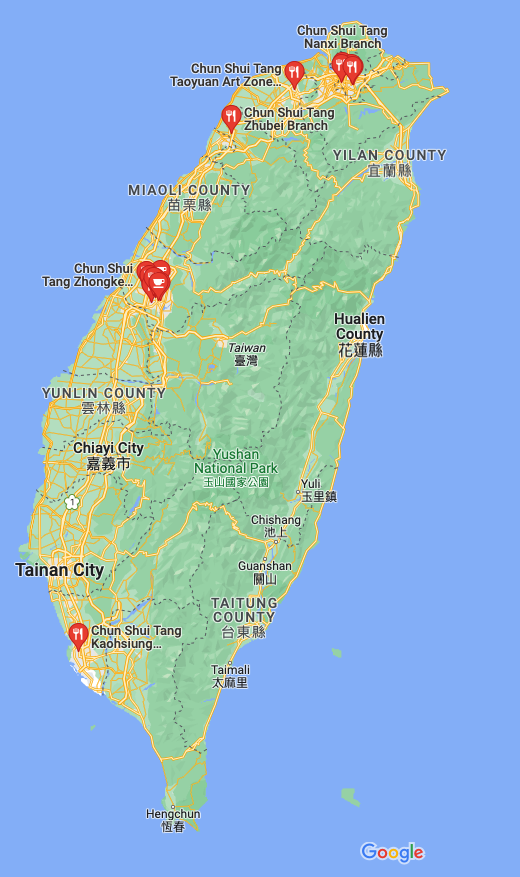 Chun Shui Tang
Nanxi Branch
Chun Shui Tang
Taoyuan Art Zone...
Chun Shui Tang
Zhubei Branch
YILAN COUNTY
宜蘭縣
MIAOLI COUNTY
苗栗縣
Chun Shui
Tang Zhongke...
Hualien
County
花蓮縣
Taiwan
臺灣
YUNLIN COUNTY
雲林縣
Chiayi City
嘉義市
Yushan
National Park
玉山國家公園
Yuli
玉里鎮
1
Chishang
池上
Guanshan
關山
Tainan City
TAITUNG
COUNTY
台東縣
Chun Shui Tang
Kaohsiung...
Taimali
太麻里
Hengchun
恆春
Google